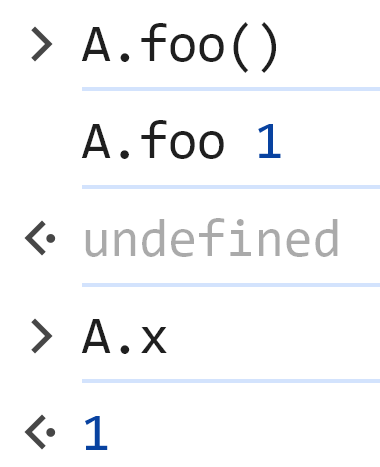 A.foo()
A.foo 1
undefined
A.x
1